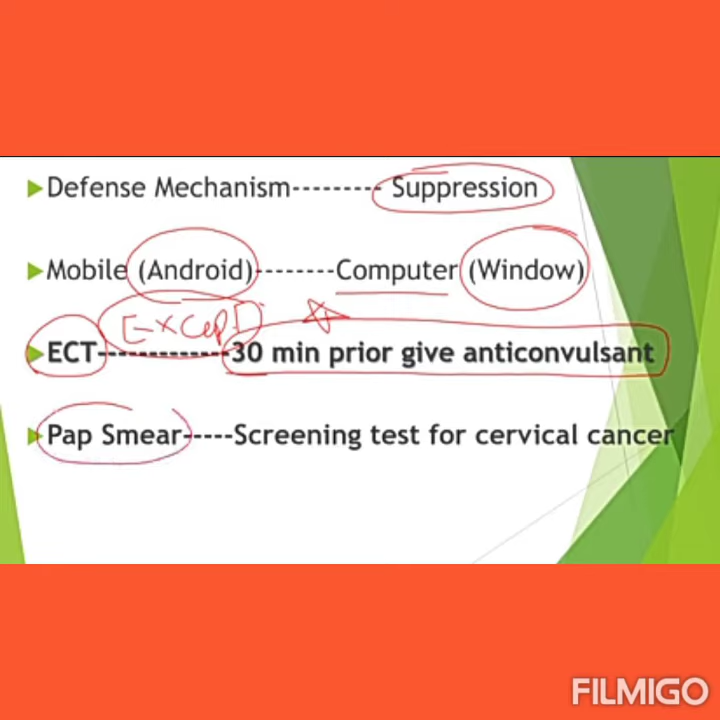 Defense Mechanism--------- Suppression
Mobile (Android)--------Computer (Window)
[Except]
ECT-------------30 min prior give anticonvulsant
Pap Smear-----Screening test for cervical cancer
FILMIGO